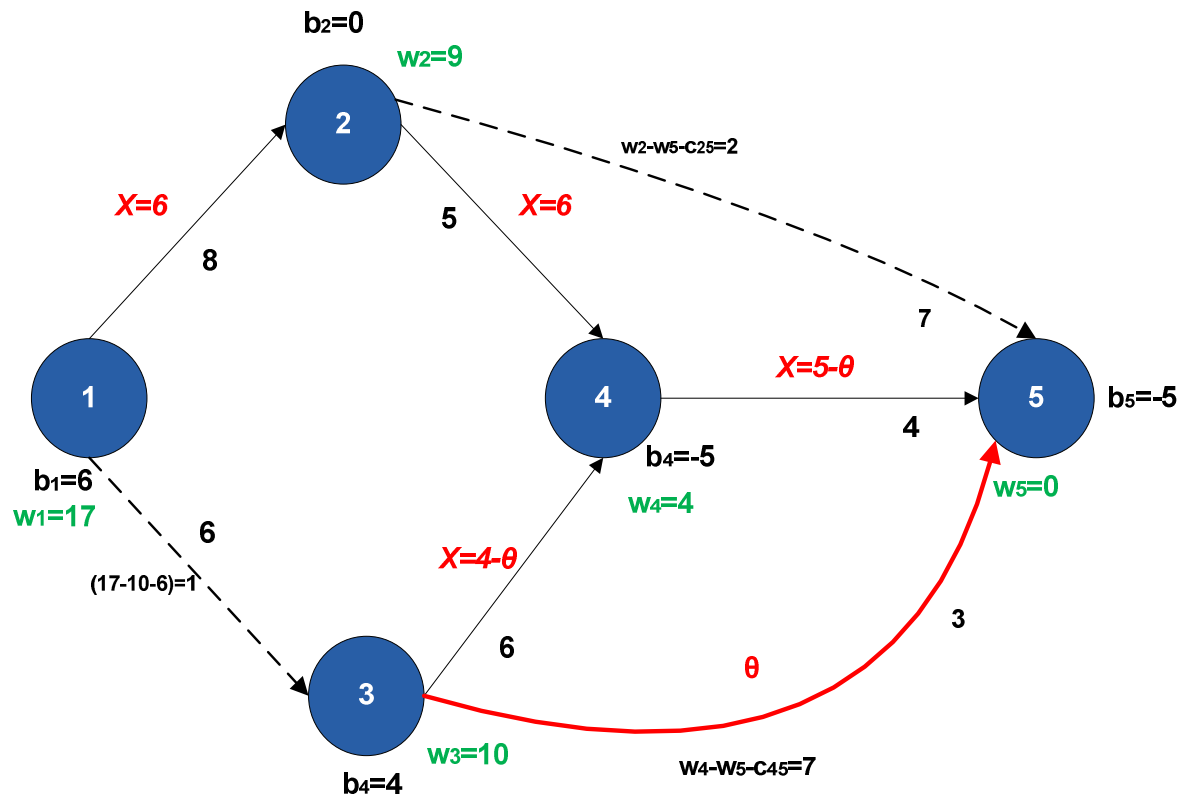 b2=0
w2=9
2
w2-w5-c25=2
X=6
5
X=6
8
7
X=5-θ
1
4
5
b5=-5
4
b1=6
b4=-5
w1=17
w4=4
w5=0
6
X=4-θ
(17-10-6)=1
3
6
θ
3
w3=10
w4-w5-c45=7
b4=4